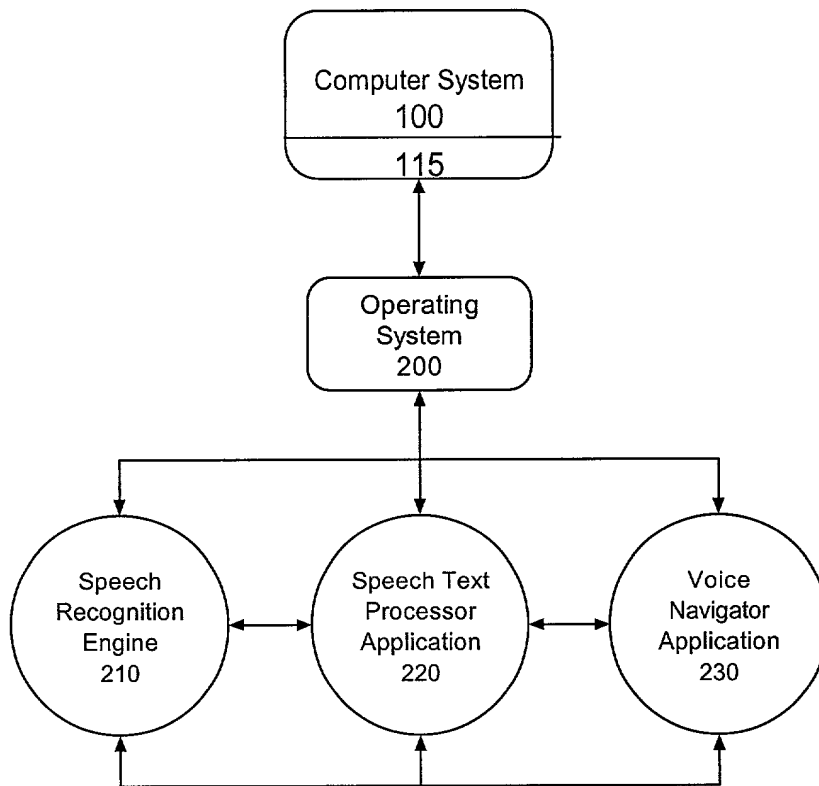 Computer System
100
115
Operating
System
200
Speech
Recognition
Engine
210
Speech Text
Processor
Application
220
Voice
Navigator
Application
230